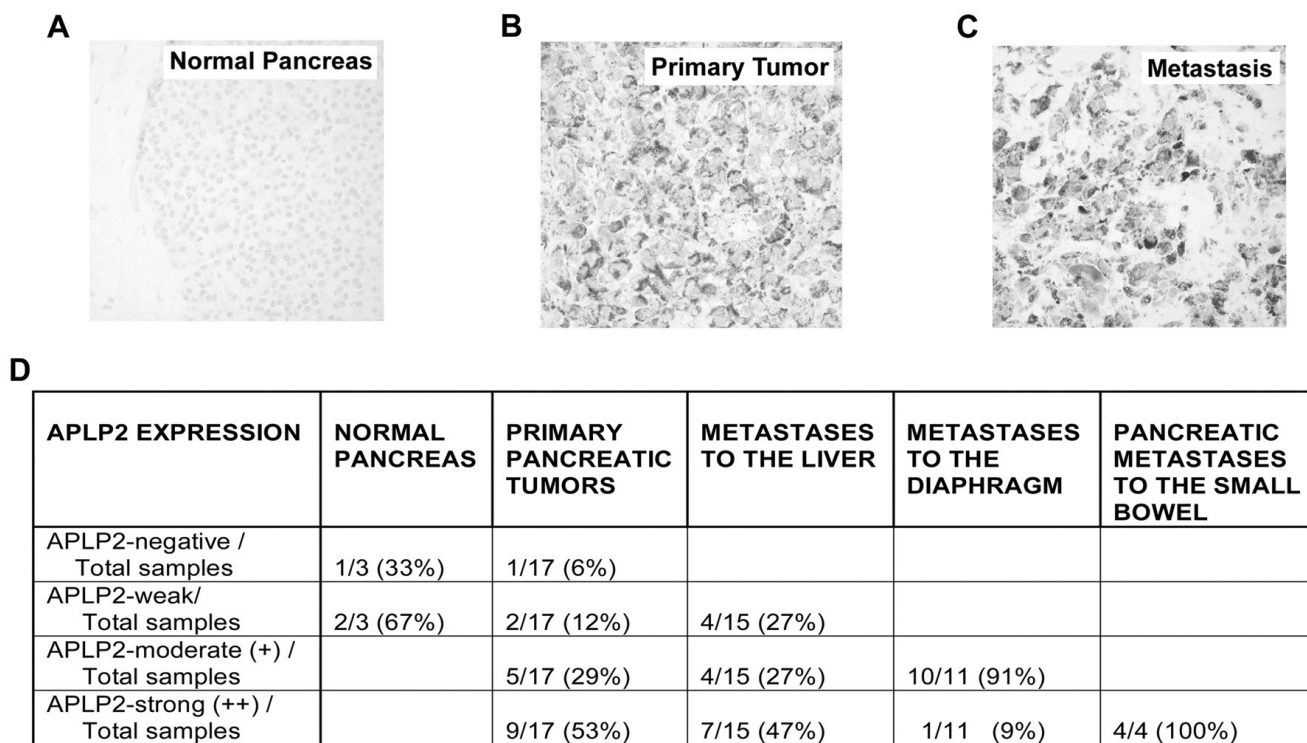 A
Normal Pancreas
B
Primary Tumor
C
Metastasis
D
APLP2 EXPRESSION
NORMAL
PANCREAS
PRIMARY
PANCREATIC
TUMORS
METASTASES
TO THE LIVER
METASTASES
TO THE
DIAPHRAGM
PANCREATIC
METASTASES
TO THE SMALL
BOWEL
APLP2-negative /
Total samples
1/3 (33%)
1/17 (6%)
APLP2-weak/
Total samples
2/3 (67%)
2/17 (12%)
4/15 (27%)
APLP2-moderate (+) /
Total samples
5/17 (29%)
4/15 (27%)
10/11 (91%)
APLP2-strong (++) /
Total samples
9/17 (53%)
7/15 (47%)
1/11 (9%)
4/4 (100%)